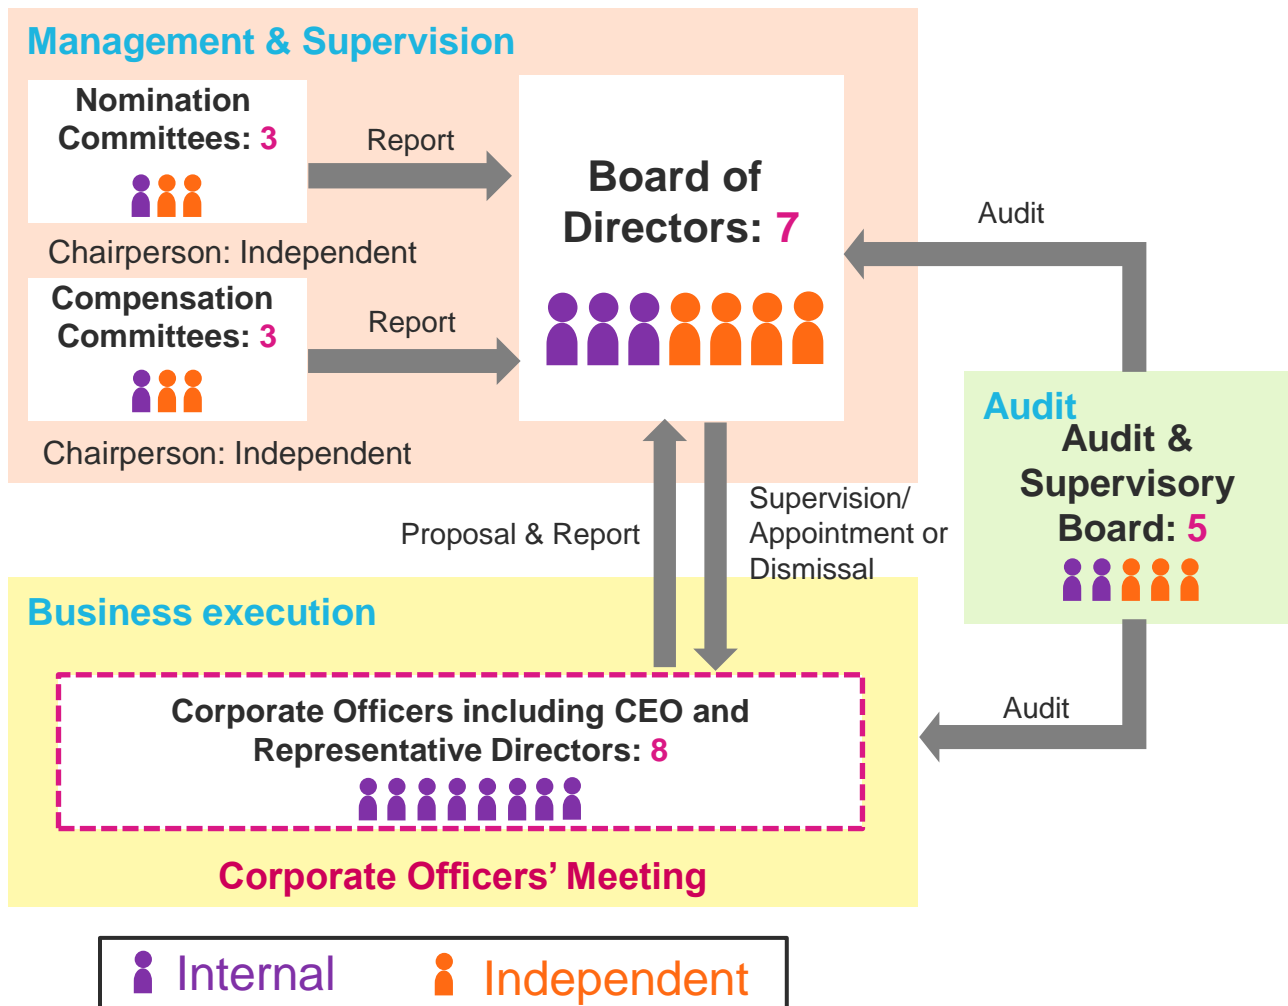 Management & Supervision
Nomination
Committees: 3
Chairperson: Independent
Report
Compensation
Committees: 3
Chairperson: Independent
Report
Board of
Directors: 7
Audit
Audit
Audit &
Supervisory
Board: 5
Proposal & Report
Supervision/
Appointment or
Dismissal
Audit
Business execution
Corporate Officers including CEO and
Representative Directors: 8
Corporate Officers’ Meeting
Internal
Independent